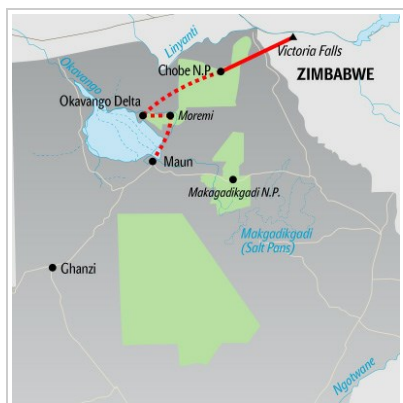 Linyanti
Victoria Falls
Okavango
Chobe N.P.
ZIMBABWE
Okavango Delta
Moremi
Maun
Makagadikgadi N.P.
Makgadikgadi
(Salt Pans)
Ghanzi
Ngotwane